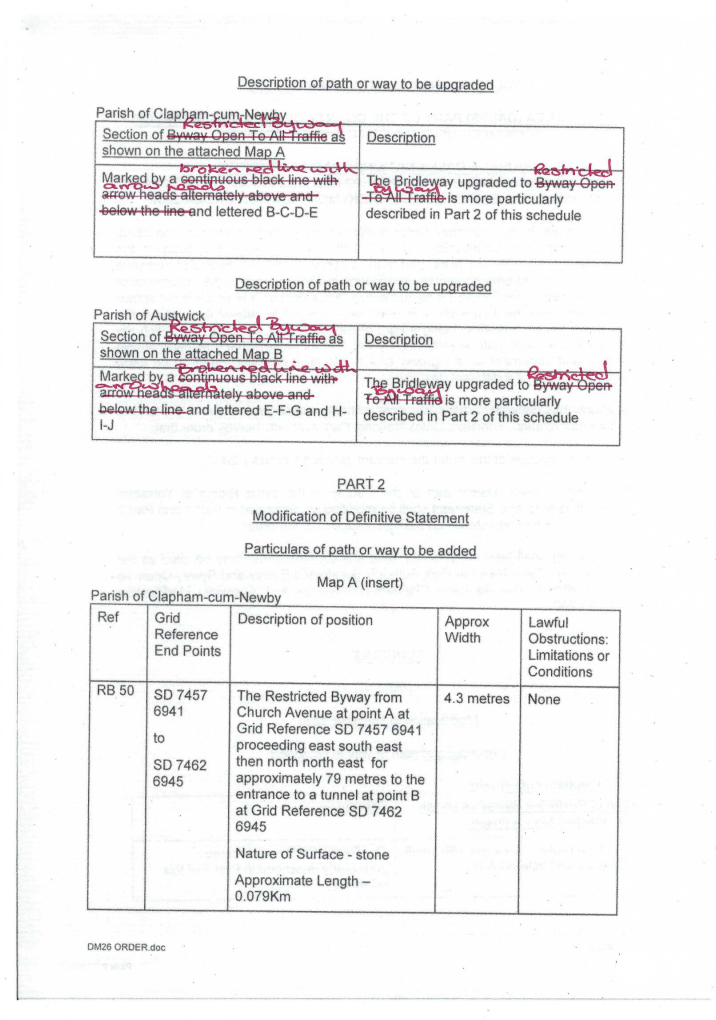 Description of path or way to be upgraded
Parish of Clapham-cum-Newby
Restricted Byway
Section of Byway Open To All Traffic as
shown on the attached Map A
Description
broken red line with
Marked by a continuous black line with
arrow heads
arrow heads alternately above and
below the line and lettered B-C-D-E
Restricted
The Bridleway upgraded to Byway Open
Byway
To All Traffic is more particularly
described in Part 2 of this schedule
Description of path or way to be upgraded
Parish of Austwick
Restricted Byway
Section of Byway Open To All Traffic as
shown on the attached Map B
Description
Broken red line with
Marked by a continuous black line with
arrowheads
arrow heads alternately above and
below the line and lettered E-F-G and H-
I-J
Restricted
The Bridleway upgraded to Byway Open
Byway
To All Traffic is more particularly
described in Part 2 of this schedule
PART 2
Modification of Definitive Statement
Particulars of path or way to be added
Map A (insert)
Parish of Clapham-cum-Newby
Ref
Grid
Reference
End Points
Description of position
Approx
Width
Lawful
Obstructions:
Limitations or
Conditions
RB 50
SD 7457
6941
to
SD 7462
6945
The Restricted Byway from
Church Avenue at point A at
Grid Reference SD 7457 6941
proceeding east south east
then north north east for
approximately 79 metres to the
entrance to a tunnel at point B
at Grid Reference SD 7462
6945
Nature of Surface - stone
Approximate Length –
0.079Km
4.3 metres
None
DM26 ORDER.doc